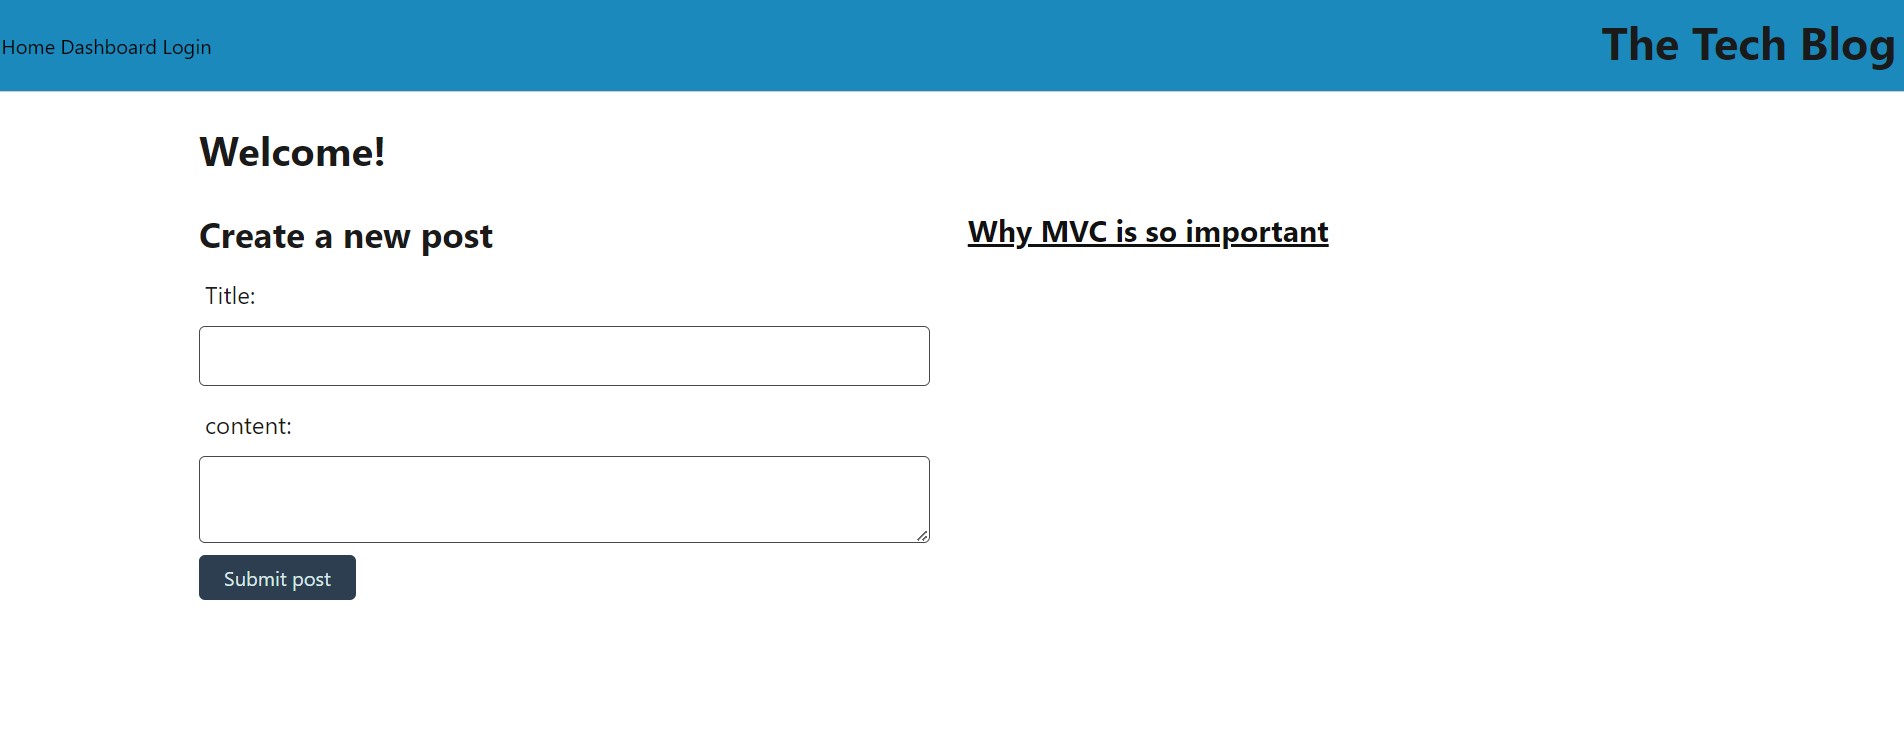 Home Dashboard Login
The Tech Blog
Welcome!
Create a new post
Title:
content:
Submit post
Why MVC is so important